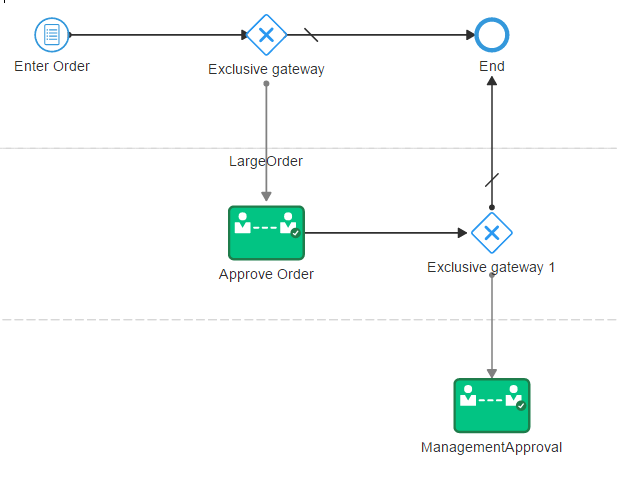 Enter Order
Exclusive gateway
End
LargeOrder
Approve Order
Exclusive gateway 1
ManagementApproval